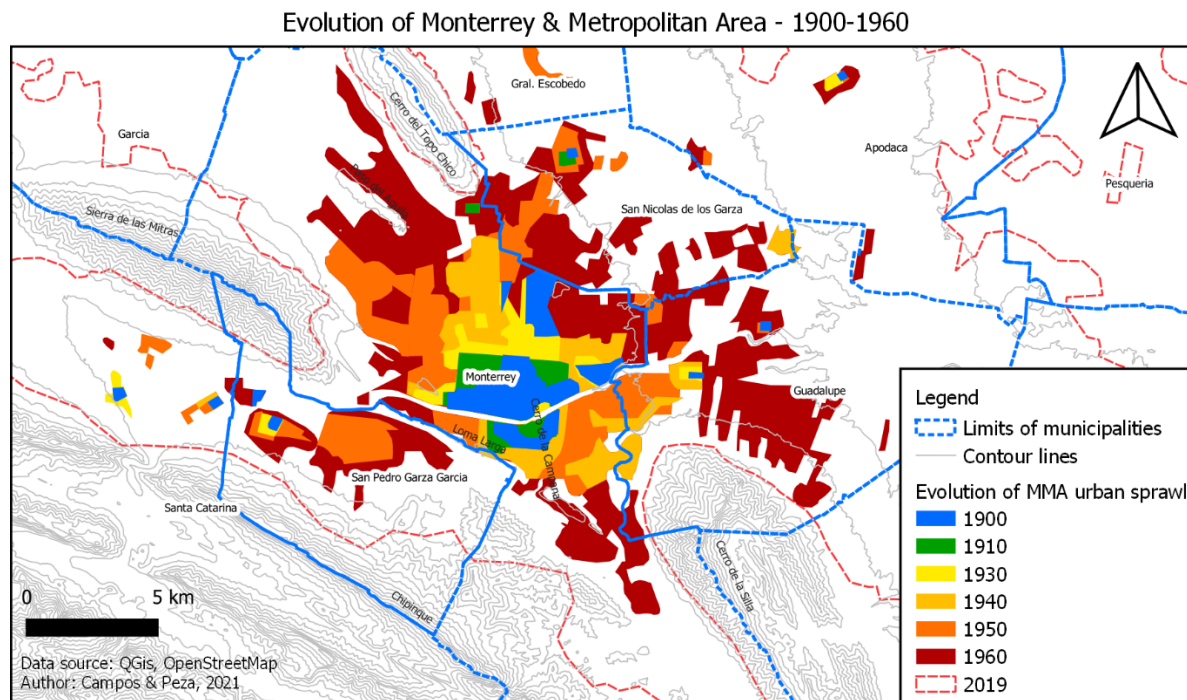 Evolution of Monterrey & Metropolitan Area - 1900-1960
Gral. Escobedo
Cerro del Topo Chico
Garcia
Apodaca
Pesqueria
San Nicolas de los Garza
Sierra de las Mitras
Monterrey
Guadalupe
Cerro de la Campana
Loma Larga
San Pedro Garza Garcia
Santa Catarina
Cerro de la Silla
Chipinque
0 5 km
Data source: QGis, OpenStreetMap
Author: Campos & Peza, 2021
Legend
Limits of municipalities
Contour lines
Evolution of MMA urban sprawl
1900
1910
1930
1940
1950
1960
2019